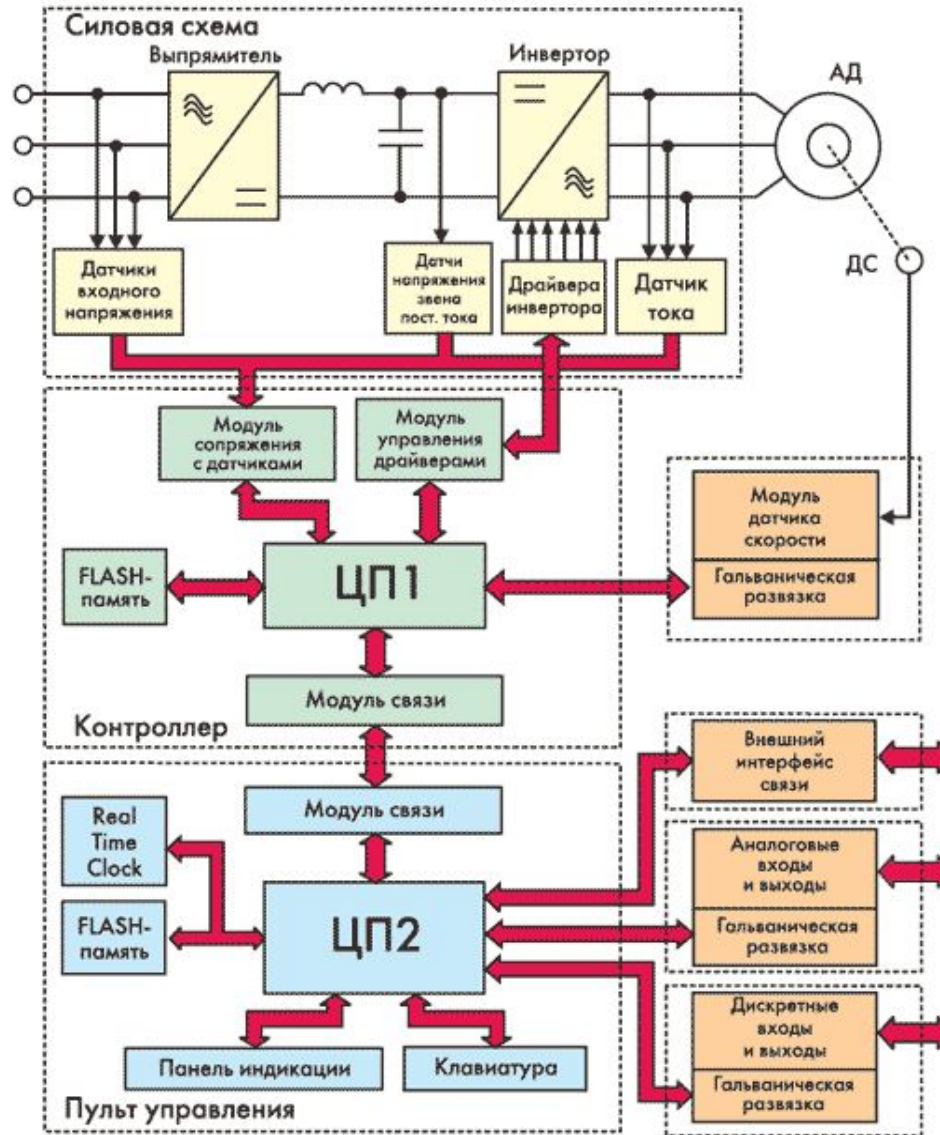 Силовая схема
Выпрямитель
Инвертор
АД
ДС
Датчики
входного
напряжения
Датчи
напряжения
звена
пост. тока
Драйвера
инвертора
Датчик
тока
Модуль
сопряжения
с датчиками
Модуль
управления
драйверами
Модуль
датчика
скорости
Гальваническая
развязка
FLASH-
память
ЦП1
Модуль связи
Контроллер
Внешний
интерфейс
связи
Real
Time
Clock
Модуль связи
Аналоговые
входы
и выходы
Гальваническая
развязка
FLASH-
память
ЦП2
Дискретные
входы
и выходы
Гальваническая
развязка
Панель индикации
Клавиатура
Пульт управления